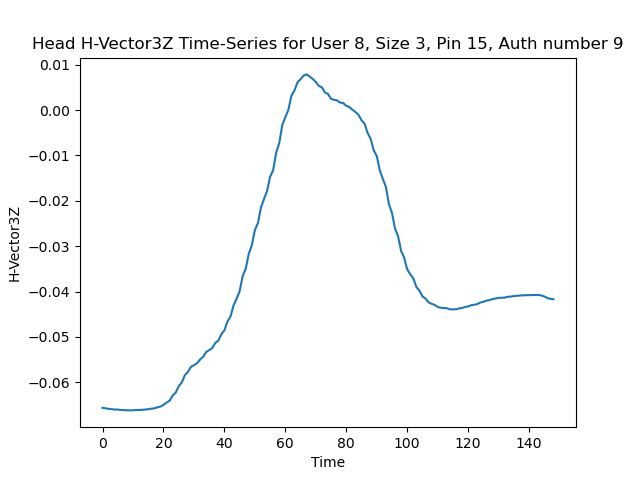 Head H-Vector3Z Time-Series for User 8, Size 3, Pin 15, Auth number 9
0.01
0.00
−0.01
−0.02
−0.03
−0.04
−0.05
−0.06
H-Vector3Z
0 20 40 60 80 100 120 140
Time